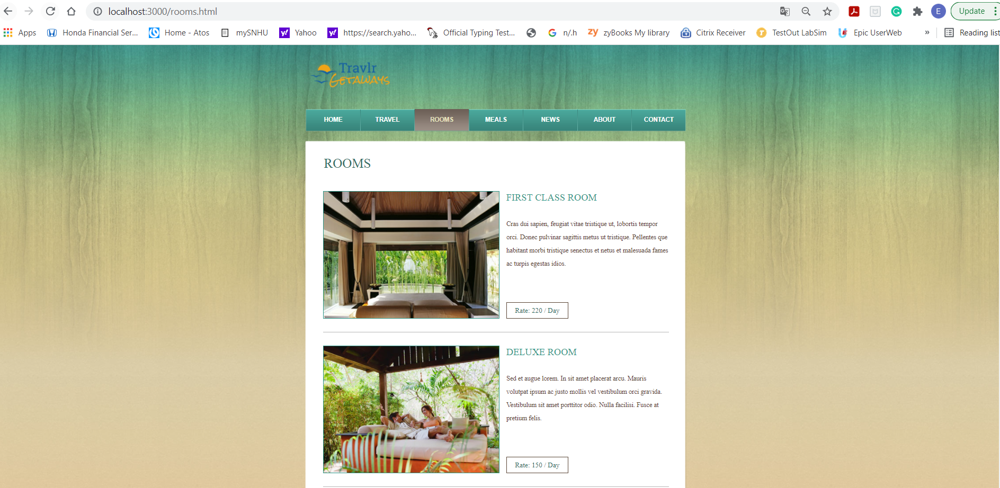 localhost:3000/rooms.html
E
Update
Apps
Honda Financial Ser...
Home - Atos
mySNHU
Yahoo
https://search.yaho...
Official Typing Test...
n/.h
zy
zyBooks My library
Citrix Receiver
TestOut LabSim
Epic UserWeb
»
Reading list
Travlr
Getaways
HOME
TRAVEL
ROOMS
MEALS
NEWS
ABOUT
CONTACT
ROOMS
FIRST CLASS ROOM
Cras dui sapien, feugiat vitae tristique ut, lobortis tempor
orci. Donec pulvinar sagittis metus ut tristique. Pellentes que
habitant morbi tristique senectus et netus et malesuada fames
ac turpis egestas idios.
Rate: 220 / Day
DELUXE ROOM
Sed et augue lorem. In sit amet placerat arcu. Mauris
volutpat ipsum ac justo mollis vel vestibulum orci gravida.
Vestibulum sit amet porttitor odio. Nulla facilisi. Fusce at
pretium felis.
Rate: 150 / Day